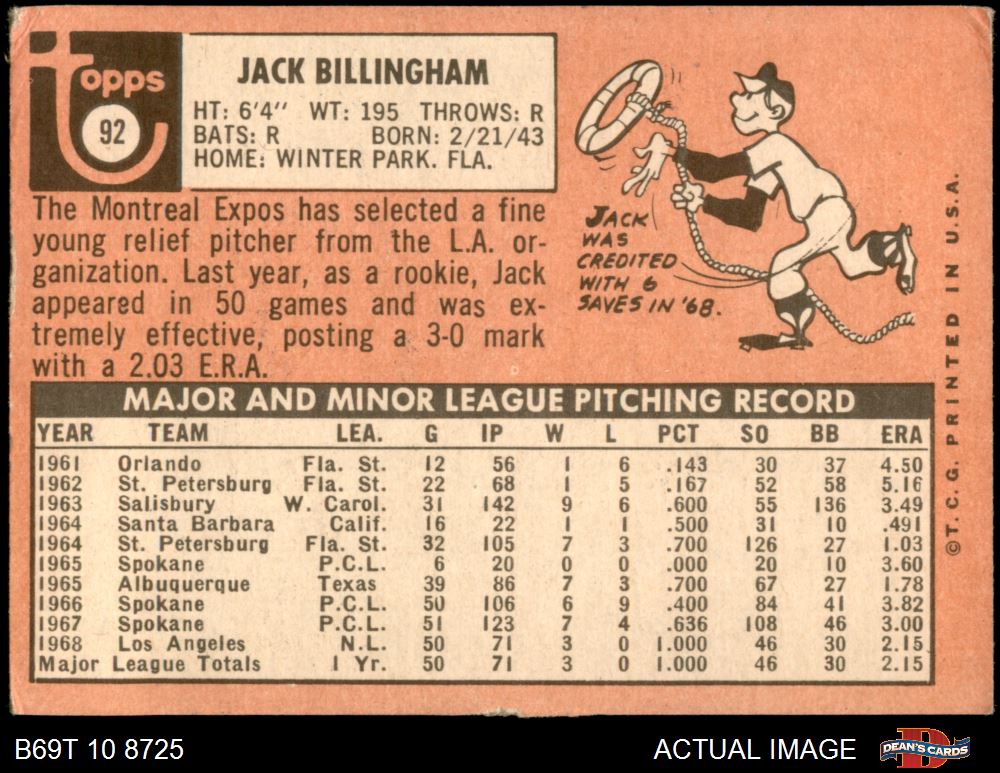 Topps
92
JACK BILLINGHAM
HT: 6'4" WT: 195 THROWS: R
BATS: R BORN: 2/21/43
HOME: WINTER PARK. FLA.
The Montreal Expos has selected a fine
young relief pitcher from the L.A. or-
ganization. Last year, as a rookie, Jack
appeared in 50 games and was ex-
tremely effective, posting a 3-0 mark
with a 2.03 E.R.A.
JACK
WAS
CREDITED
WITH 6
SAVES IN '68.
MAJOR AND MINOR LEAGUE PITCHING RECORD
YEAR TEAM LEA. G IP W L PCT SO BB ERA
1961 Orlando Fla. St. 12 56 1 6 .143 30 37 4.50
1962 St. Petersburg Fla. St. 22 68 1 5 .167 52 58 5.16
1963 Salisbury W. Carol. 31 142 9 6 .600 55 136 3.49
1964 Santa Barbara Calif. 16 22 1 1 .500 31 10 .491
1964 St. Petersburg Fla. St. 32 105 7 3 .700 126 27 1.03
1965 Spokane P.C.L. 6 20 0 0 .000 20 10 3.60
1965 Albuquerque Texas 39 86 7 3 .700 67 27 1.78
1966 Spokane P.C.L. 50 106 6 9 .400 84 41 3.82
1967 Spokane P.C.L. 51 123 7 4 .636 108 46 3.00
1968 Los Angeles N.L. 50 71 3 0 1.000 46 30 2.15
Major League Totals 1 Yr. 50 71 3 0 1.000 46 30 2.15
©T.C.G. PRINTED IN U.S.A.
B69T 10 8725
ACTUAL IMAGE
DEAN'S CARDS